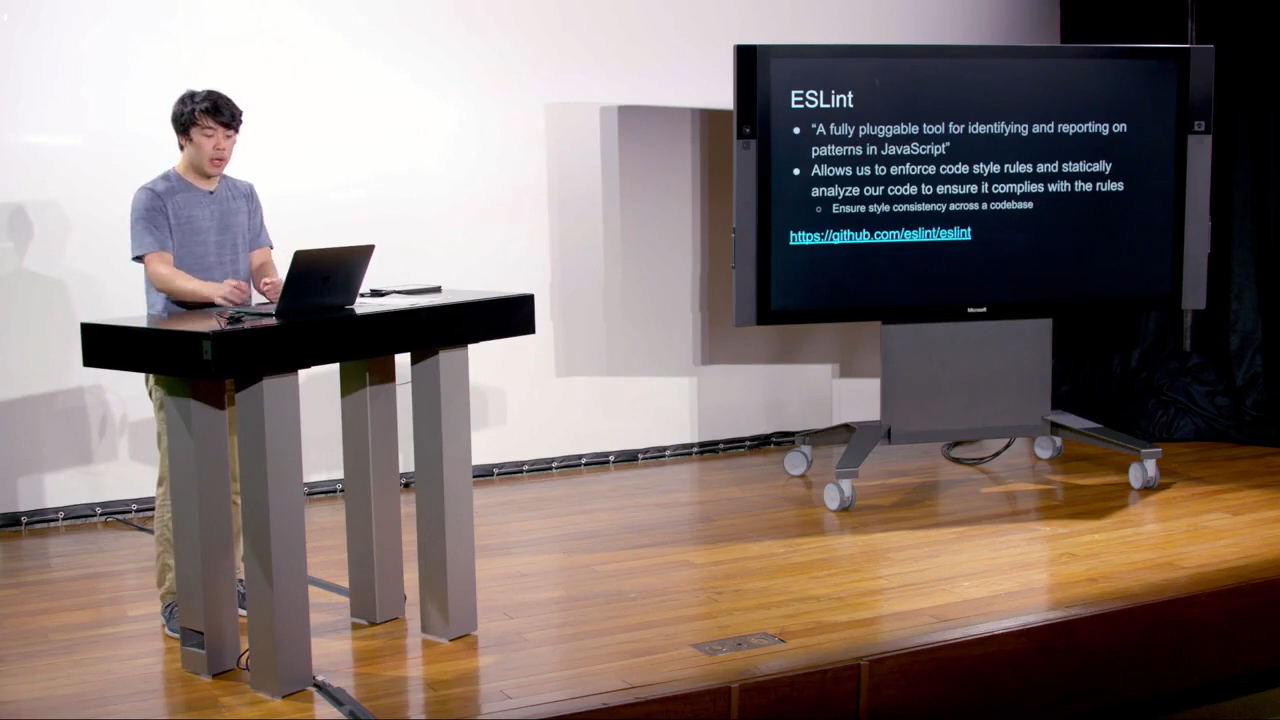 ESLint
● “A fully pluggable tool for identifying and reporting on
patterns in JavaScript”
● Allows us to enforce code style rules and statically
analyze our code to ensure it complies with the rules
○ Ensure style consistency across a codebase
https://github.com/eslint/eslint
Microsoft